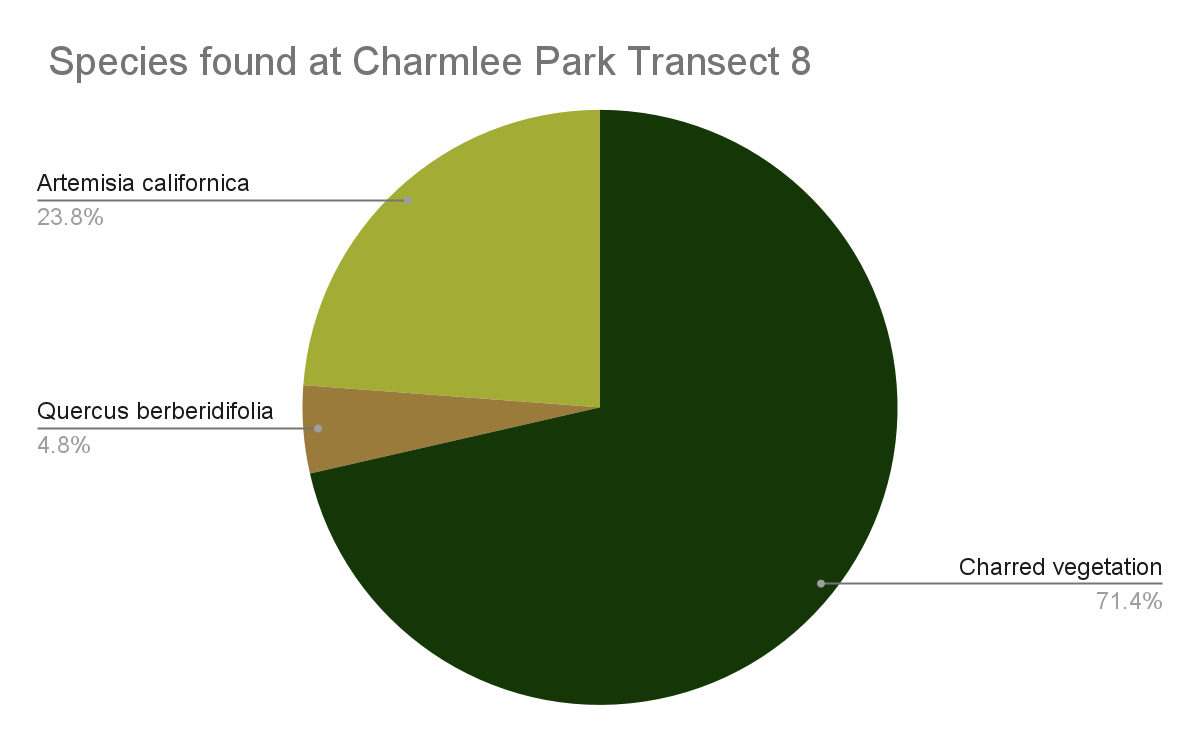 Species found at Charmlee Park Transect 8
Artemisia californica
23.8%
Quercus berberidifolia
4.8%
Charred vegetation
71.4%